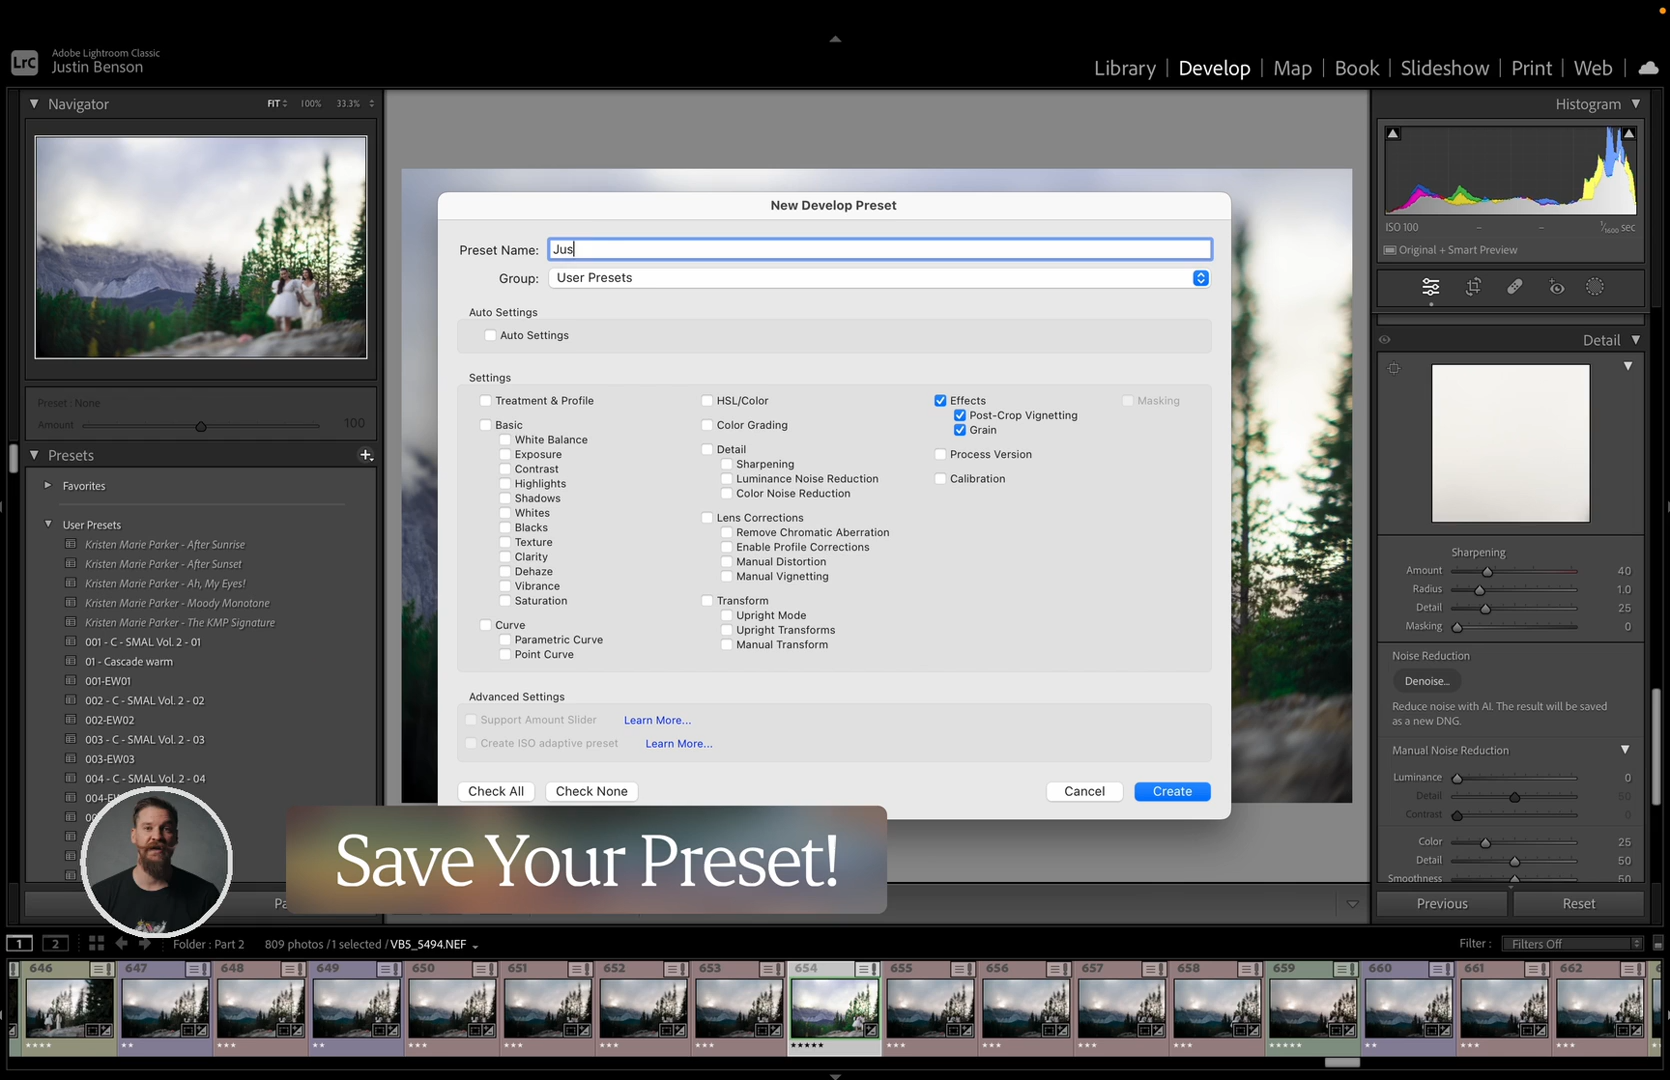 LrC
Adobe Lightroom Classic
Justin Benson
Library | Develop | Map | Book | Slideshow | Print | Web |
Navigator
FIT 100% 33.3%
Histogram
ISO 100 – – 1/1600 sec
Original + Smart Preview
Preset : None
Amount 100
Presets
Favorites
User Presets
Kristen Marie Parker - After Sunrise
Kristen Marie Parker - After Sunset
Kristen Marie Parker - Ah, My Eyes!
Kristen Marie Parker - Moody Monotone
Kristen Marie Parker - The KMP Signature
001 - C - SMAL Vol. 2 - 01
01 - Cascade warm
001-EW01
002 - C - SMAL Vol. 2 - 02
002-EW02
003 - C - SMAL Vol. 2 - 03
003-EW03
004 - C - SMAL Vol. 2 - 04
New Develop Preset
Preset Name: Jus
Group: User Presets
Auto Settings
Auto Settings
Settings
Treatment & Profile
Basic
White Balance
Exposure
Contrast
Highlights
Shadows
Whites
Blacks
Texture
Clarity
Dehaze
Vibrance
Saturation
Curve
Parametric Curve
Point Curve
HSL/Color
Color Grading
Detail
Sharpening
Luminance Noise Reduction
Color Noise Reduction
Lens Corrections
Remove Chromatic Aberration
Enable Profile Corrections
Manual Distortion
Manual Vignetting
Transform
Upright Mode
Upright Transforms
Manual Transform
Effects
Post-Crop Vignetting
Grain
Process Version
Calibration
Masking
Advanced Settings
Support Amount Slider Learn More...
Create ISO adaptive preset Learn More...
Check All Check None Cancel Create
Save Your Preset!
Detail
Sharpening
Amount 40
Radius 1.0
Detail 25
Masking 0
Noise Reduction
Denoise...
Reduce noise with AI. The result will be saved
as a new DNG.
Manual Noise Reduction
Luminance 0
Detail 50
Contrast 0
Color 25
Detail 50
Smoothness 50
Previous Reset
1 2 Folder : Part 2 809 photos / 1 selected / VB5_5494.NEF
Filter : Filters Off
646 647 648 649 650 651 652 653 654 655 656 657 658 659 660 661 662